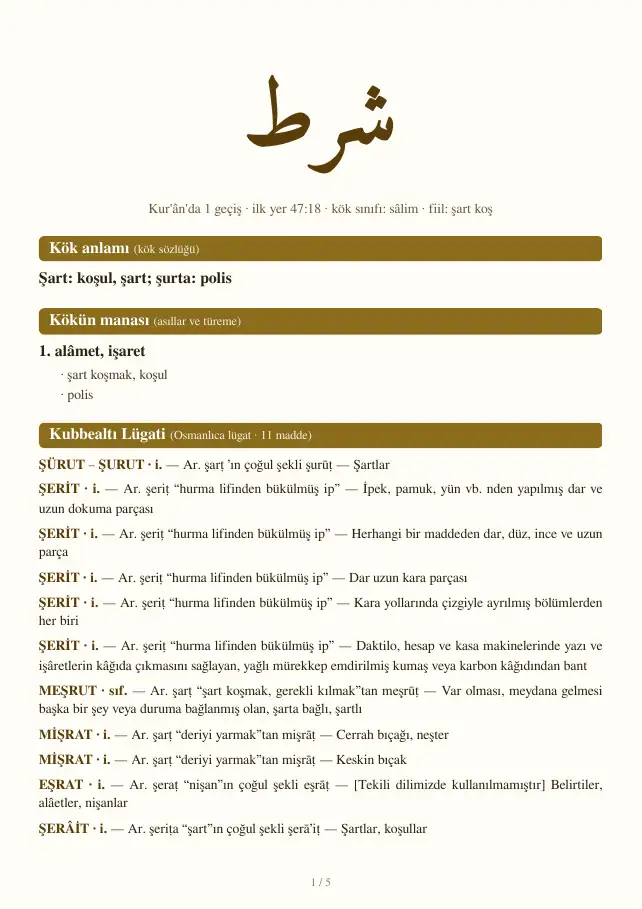 شرط
Kur'ân'da 1 geçiş · ilk yer 47:18 · kök sınıfı: sâlim · fiil: şart koş
Kök anlamı (kök sözlüğü)
Şart: koşul, şart; şurta: polis
Kökün manası (asıllar ve türeme)
1. alâmet, işaret
· şart koşmak, koşul
· polis
Kubbealtı Lügati (Osmanlıca lügat · 11 madde)
ŞÜRUT – ŞURUT · i. — Ar. şarṭ ’ın çoğul şekli şurūṭ — Şartlar
ŞERİT · i. — Ar. şeriṭ “hurma lifinden bükülmüş ip” — İpek, pamuk, yün vb. nden yapılmış dar ve
uzun dokuma parçası
ŞERİT · i. — Ar. şeriṭ “hurma lifinden bükülmüş ip” — Herhangi bir maddeden dar, düz, ince ve uzun
parça
ŞERİT · i. — Ar. şeriṭ “hurma lifinden bükülmüş ip” — Dar uzun kara parçası
ŞERİT · i. — Ar. şeriṭ “hurma lifinden bükülmüş ip” — Kara yollarında çizgiyle ayrılmış bölümlerden
her biri
ŞERİT · i. — Ar. şeriṭ “hurma lifinden bükülmüş ip” — Daktilo, hesap ve kasa makinelerinde yazı ve
işâretlerin kâğıda çıkmasını sağlayan, yağlı mürekkep emdirilmiş kumaş veya karbon kâğıdından bant
MEŞRUT · sıf. — Ar. şarṭ “şart koşmak, gerekli kılmak”tan meşrūṭ — Var olması, meydana gelmesi
başka bir şey veya duruma bağlanmış olan, şarta bağlı, şartlı
MİŞRAT · i. — Ar. şarṭ “deriyi yarmak”tan mişrāṭ — Cerrah bıçağı, neşter
MİŞRAT · i. — Ar. şarṭ “deriyi yarmak”tan mişrāṭ — Keskin bıçak
EŞRAT · i. — Ar. şeraṭ “nişan”ın çoğul şekli eşrāṭ — [Tekili dilimizde kullanılmamıştır] Belirtiler,
alâetler, nişanlar
ŞERÂİT · i. — Ar. şeriṭa “şart”ın çoğul şekli şerā’iṭ — Şartlar, koşullar
1 / 5